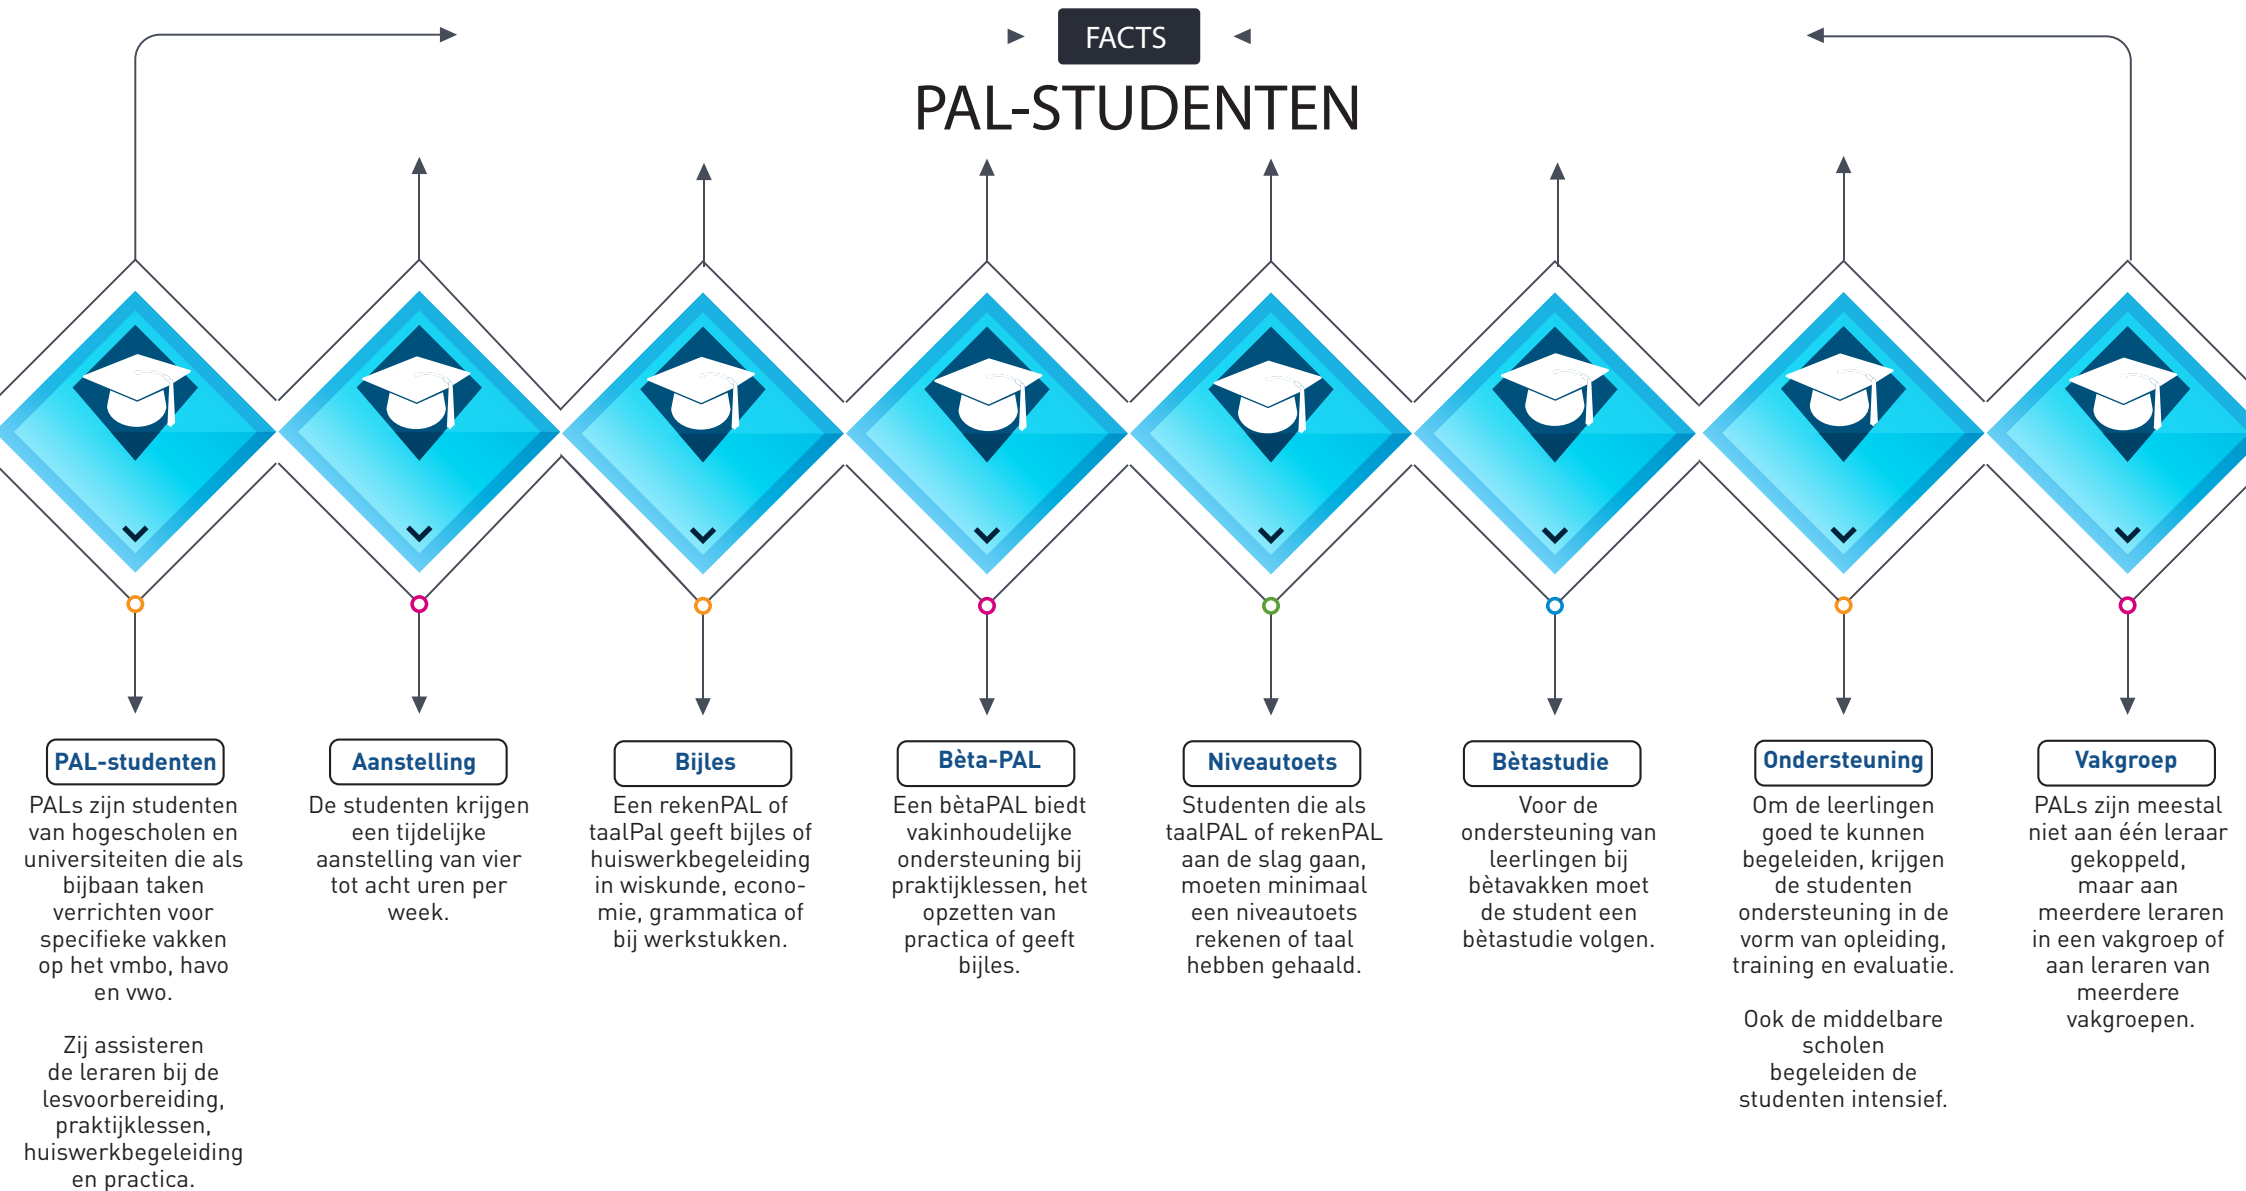 FACTS
PAL-STUDENTEN
PAL-studenten
PALs zijn studenten
van hogescholen en
universiteiten die als
bijbaan taken
verrichten voor
specifieke vakken
op het vmbo, havo
en vwo.
Zij assisteren
de leraren bij de
lesvoorbereiding,
praktijklessen,
huiswerkbegeleiding
en practica.
Aanstelling
De studenten krijgen
een tijdelijke
aanstelling van vier
tot acht uren per
week.
Bijles
Een rekenPAL of
taalPal geeft bijles of
huiswerkbegeleiding
in wiskunde, econo-
mie, grammatica of
bij werkstukken.
Bèta-PAL
Een bètaPAL biedt
vakinhoudelijke
ondersteuning bij
praktijklessen, het
opzetten van
practica of geeft
bijles.
Niveautoets
Studenten die als
taalPAL of rekenPAL
aan de slag gaan,
moeten minimaal
een niveautoets
rekenen of taal
hebben gehaald.
Bètastudie
Voor de
ondersteuning van
leerlingen bij
bètavakken moet
de student een
bètastudie volgen.
Ondersteuning
Om de leerlingen
goed te kunnen
begeleiden, krijgen
de studenten
ondersteuning in de
vorm van opleiding,
training en evaluatie.
Ook de middelbare
scholen
begeleiden de
studenten intensief.
Vakgroep
PALs zijn meestal
niet aan één leraar
gekoppeld,
maar aan
meerdere leraren
in een vakgroep of
aan leraren van
meerdere
vakgroepen.